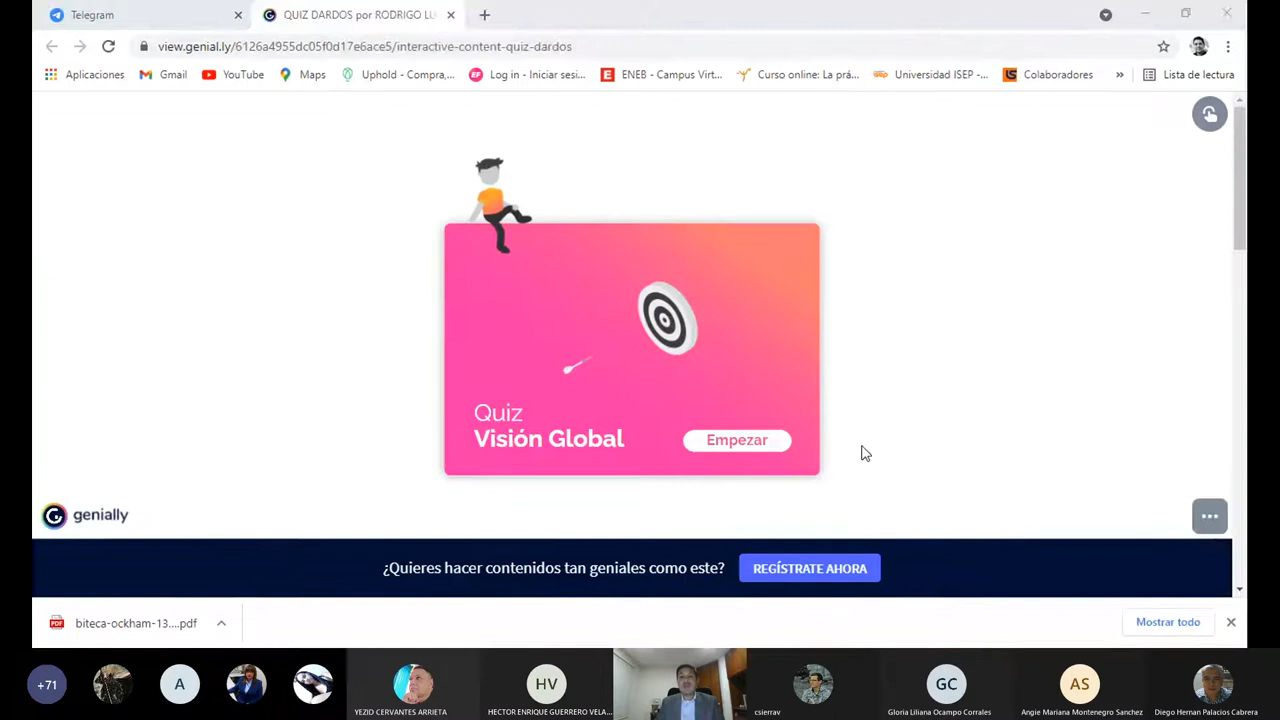 Telegram
QUIZ DARDOS por RODRIGO LU
view.genial.ly/6126a4955dc05f0d17e6ace5/interactive-content-quiz-dardos
Aplicaciones
Gmail
YouTube
Maps
Uphold - Compra,...
Log in - Iniciar sesi...
ENEB - Campus Virt...
Curso online: La prá...
Universidad ISEP -...
Colaboradores
»
Lista de lectura
Quiz
Visión Global
Empezar
genially
¿Quieres hacer contenidos tan geniales como este?
REGÍSTRATE AHORA
PDF
biteca-ockham-13....pdf
Mostrar todo
+71
A
YEZID CERVANTES ARRIETA
HV
HECTOR ENRIQUE GUERRERO VELA...
csierrav
GC
Gloria Liliana Ocampo Corrales
AS
Angie Mariana Montenegro Sanchez
Diego Hernan Palacios Cabrera